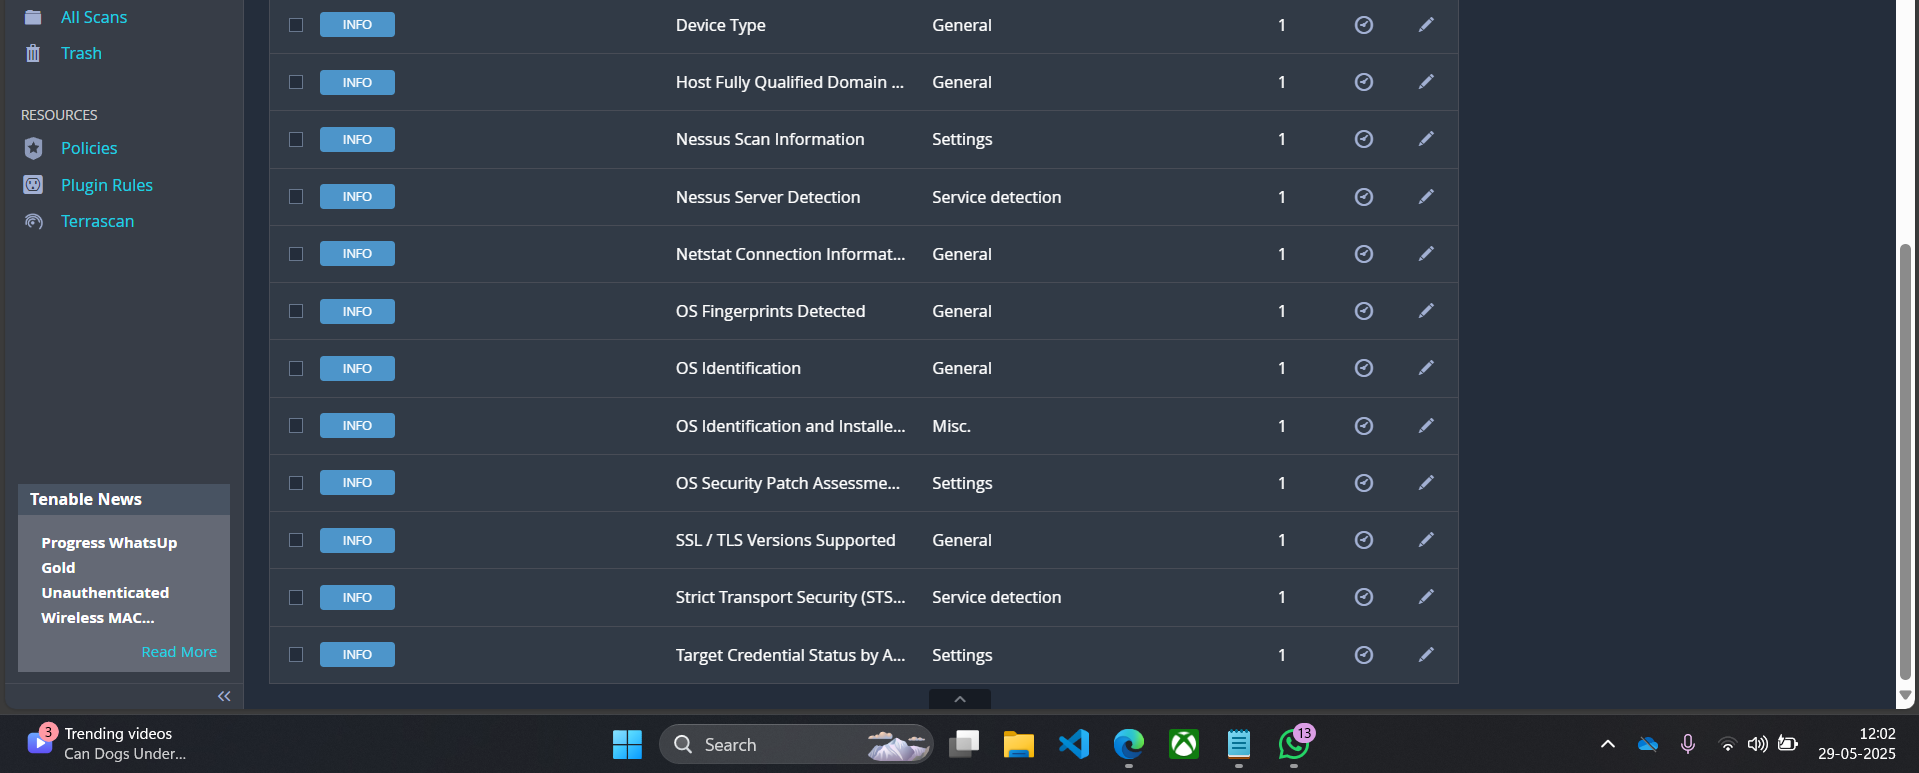 All Scans
Trash
RESOURCES
Policies
Plugin Rules
Terrascan
Tenable News
Progress WhatsUp
Gold
Unauthenticated
Wireless MAC...
Read More
INFO Device Type General 1
INFO Host Fully Qualified Domain ... General 1
INFO Nessus Scan Information Settings 1
INFO Nessus Server Detection Service detection 1
INFO Netstat Connection Informat... General 1
INFO OS Fingerprints Detected General 1
INFO OS Identification General 1
INFO OS Identification and Installe... Misc. 1
INFO OS Security Patch Assessme... Settings 1
INFO SSL / TLS Versions Supported General 1
INFO Strict Transport Security (STS... Service detection 1
INFO Target Credential Status by A... Settings 1
3
Trending videos
Can Dogs Under...
Search
13
12:02
29-05-2025